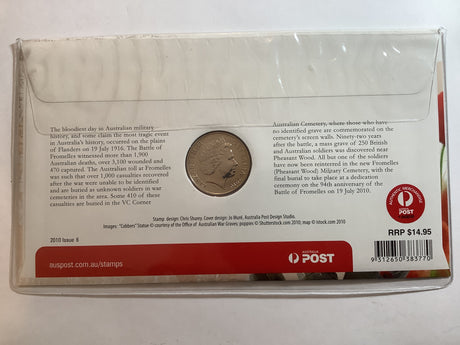 The bloodiest day in Australian military
history, and some claim the most tragic event
in Australia's history, occurred on the plains
of Flanders on 19 July 1916. The Battle of
Fromelles witnessed more than 1,900
Australian deaths, over 3,100 wounded and
470 captured. The Australian toll at Fromelles
was such that over 1,000 casualties recovered
after the war were unable to be identified
and are buried as unknown soldiers in war
cemeteries in the area. Some 410 of these
casualties are buried in the VC Corner
Australian Cemetery, where those who have
no identified grave are commemorated on the
cemetery's screen walls. Ninety-two years
after the battle, a mass grave of 250 British
and Australian soldiers was discovered near
Pheasant Wood. All but one of the soldiers
have now been reinterred in the new Fromelles
(Pheasant Wood) Military Cemetery, with the
final burial to take place at a dedication
ceremony on the 94th anniversary of the
Battle of Fromelles on 19 July 2010.
Stamp design: Chris Shurey. Cover design: Jo Mure, Australia Post Design Studio.
Images: "Cobbers" Statue © courtesy of the Office of Australian War Graves; poppies © Shutterstock.com 2010; map © istock.com 2010
2010 Issue 6
auspost.com.au/stamps
AUSTRALIA
POST
AUTHENTIC MERCHANDISE
POST
RRP $14.95
9 312650 383770 >